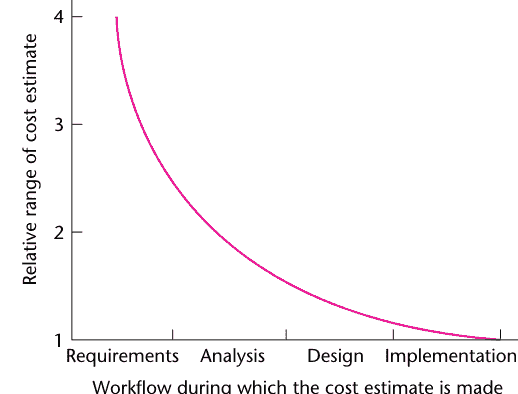 4
3
2
1
Relative range of cost estimate
Requirements Analysis Design Implementation
Workflow during which the cost estimate is made